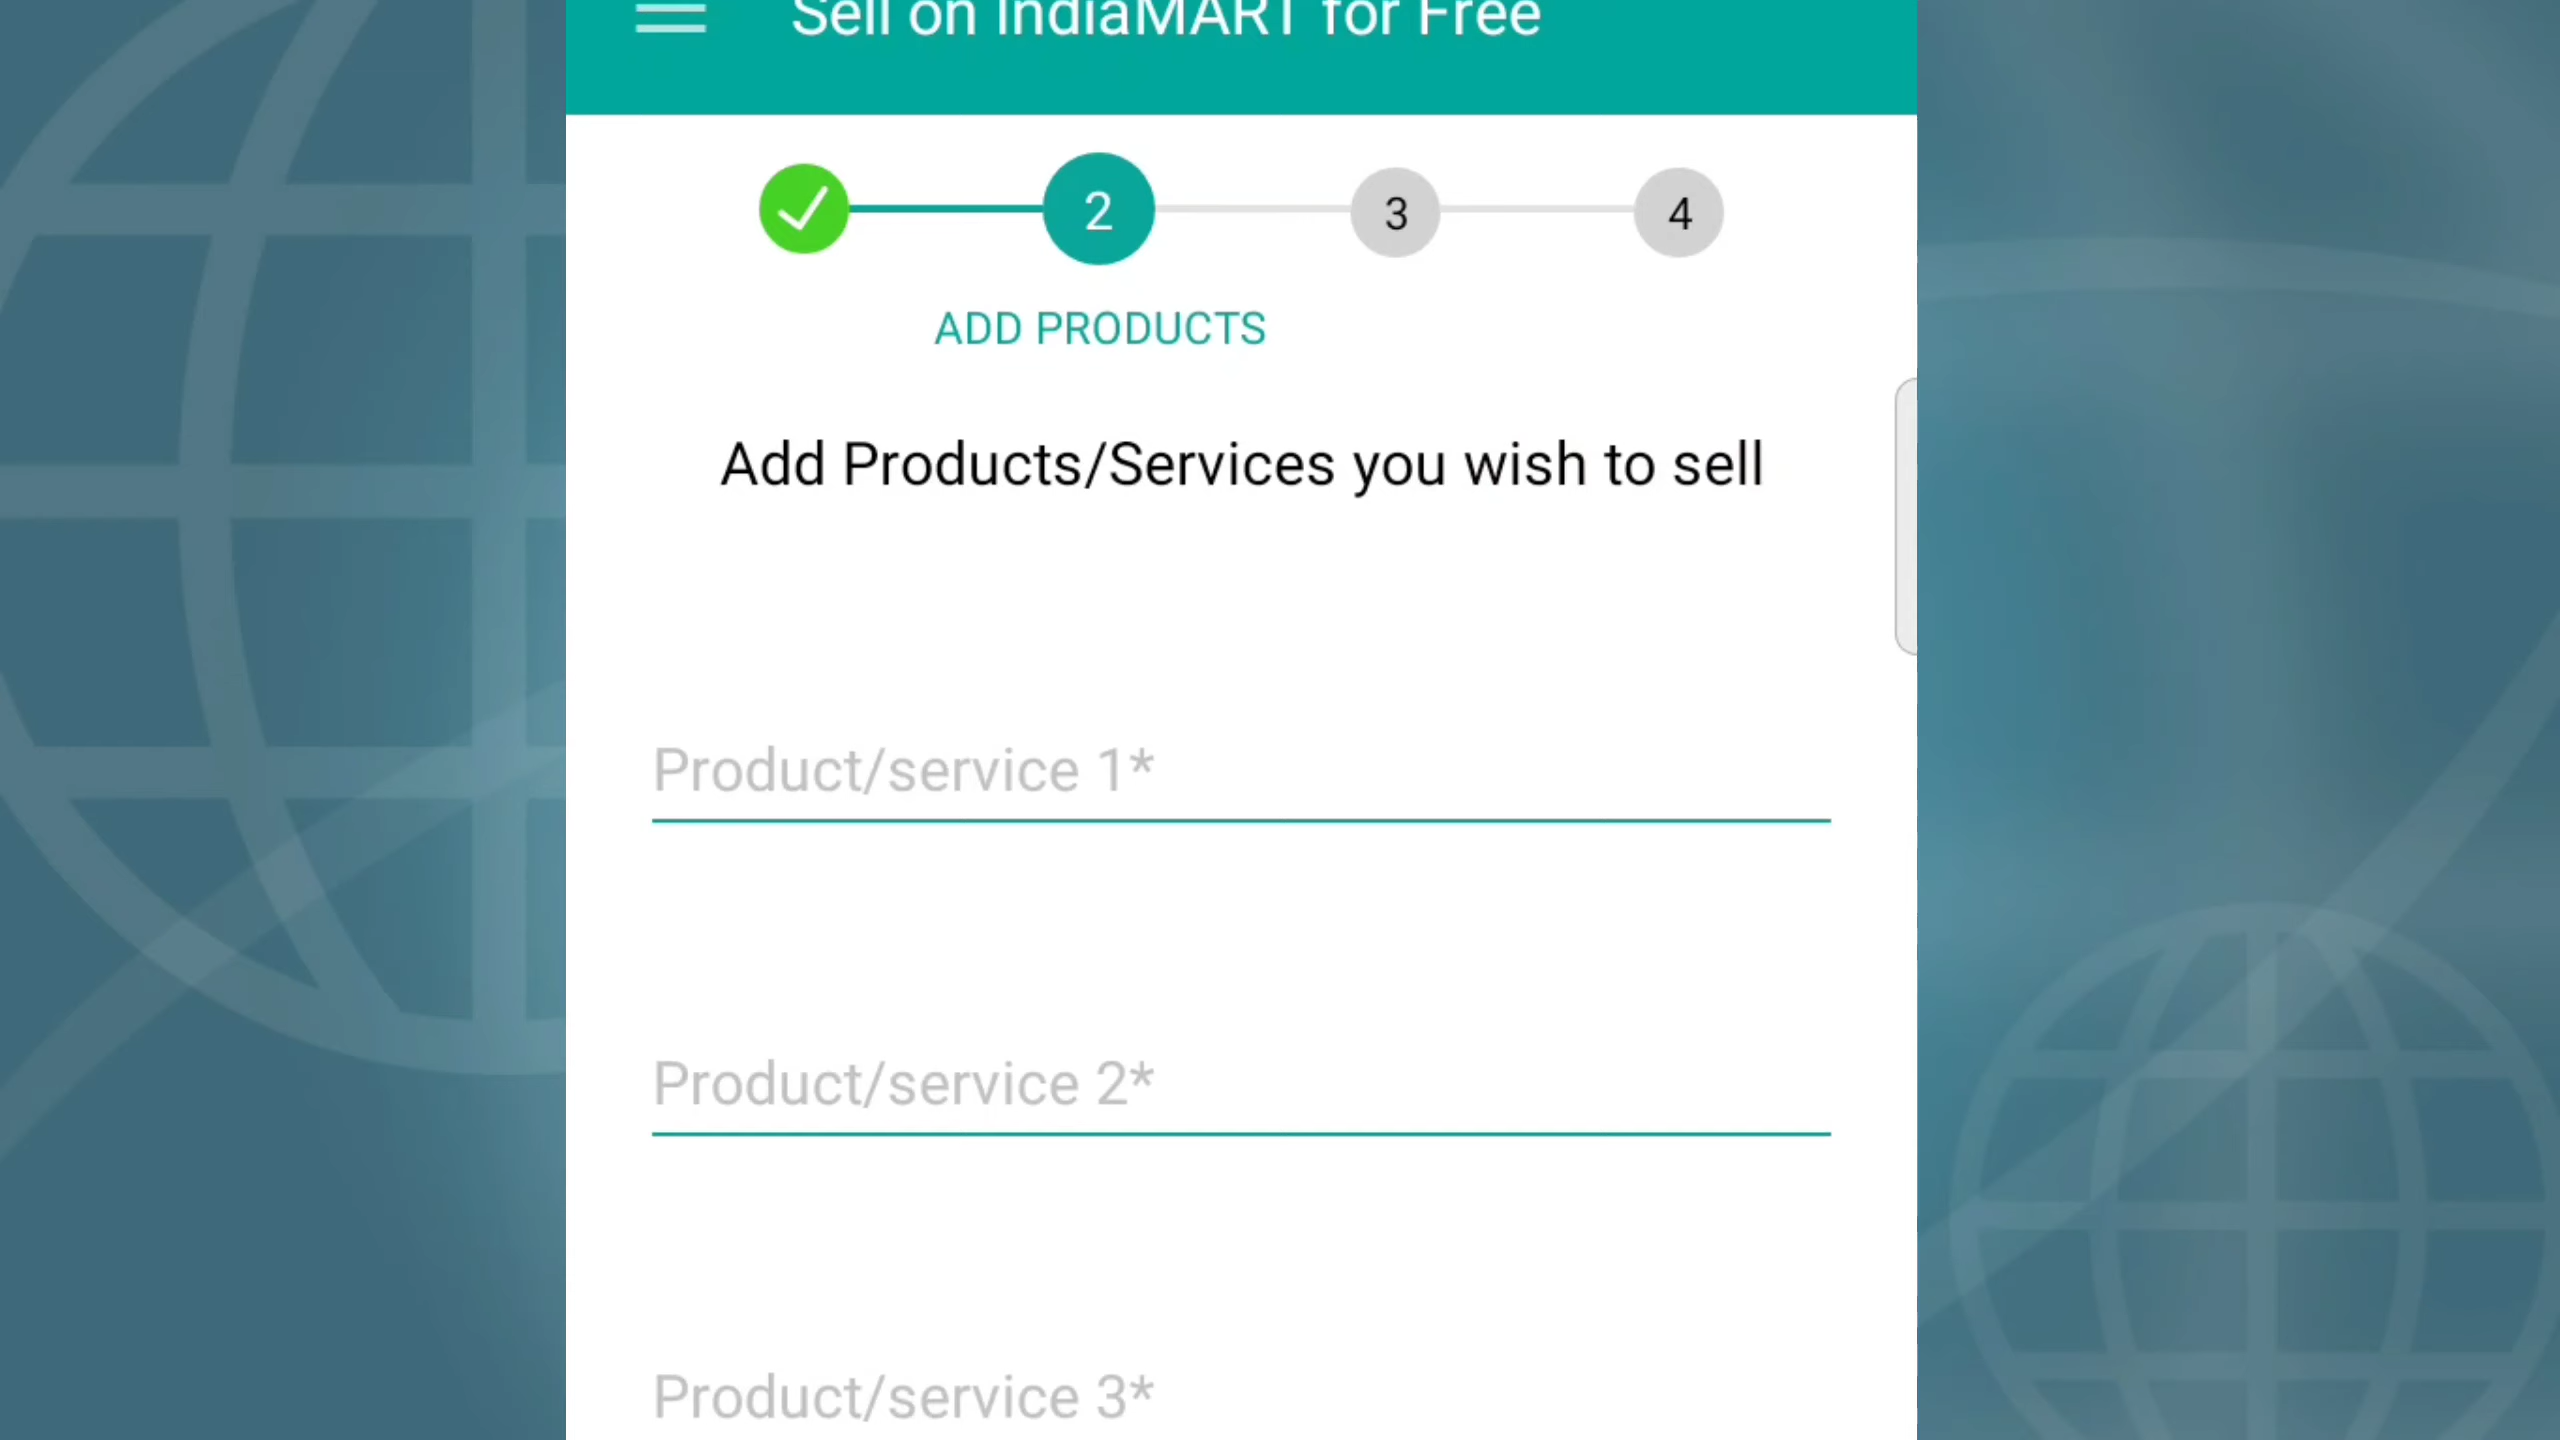 Sell on IndiaMART for Free
2
3
4
ADD PRODUCTS
Add Products/Services you wish to sell
Product/service 1*
Product/service 2*
Product/service 3*